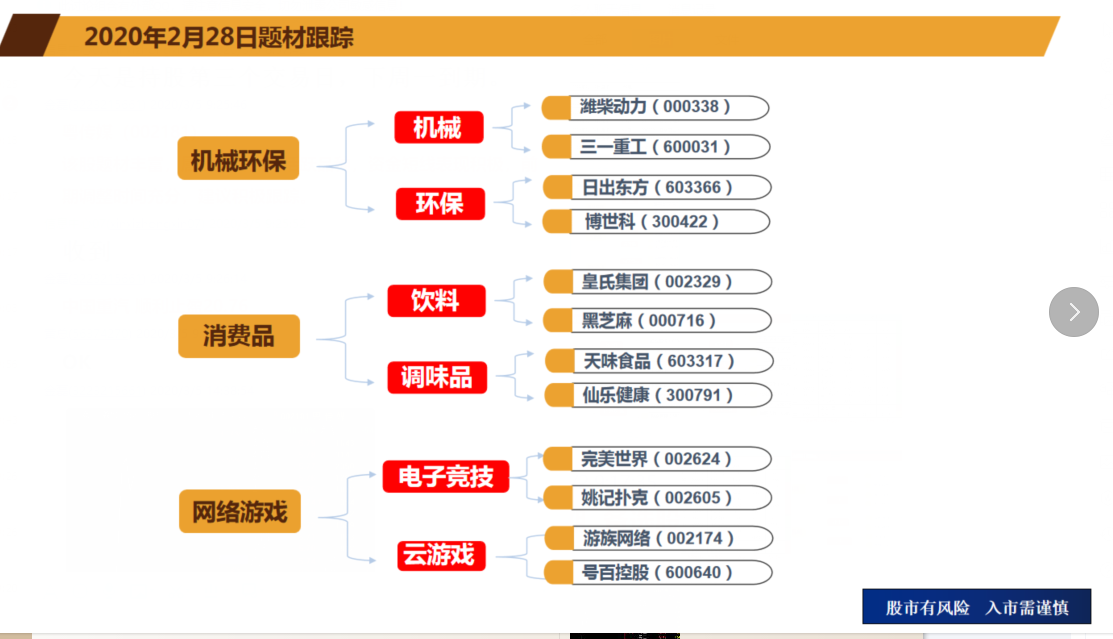 2020年2月28日题材跟踪
机械环保
机械
潍柴动力（000338）
三一重工（600031）
环保
日出东方（603366）
博世科（300422）
消费品
饮料
皇氏集团（002329）
黑芝麻（000716）
调味品
天味食品（603317）
仙乐健康（300791）
网络游戏
电子竞技
完美世界（002624）
姚记扑克（002605）
云游戏
游族网络（002174）
号百控股（600640）
股市有风险 入市需谨慎